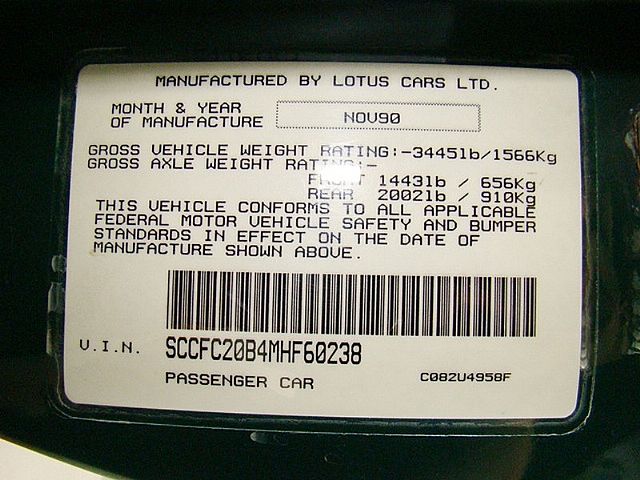 MANUFACTURED BY LOTUS CARS LTD.
MONTH & YEAR
OF MANUFACTURE NOV90
GROSS VEHICLE WEIGHT RATING:-3445lb/1566Kg
GROSS AXLE WEIGHT RATING:-
FRONT 1443lb / 656Kg
REAR 2002lb / 910Kg
THIS VEHICLE CONFORMS TO ALL APPLICABLE
FEDERAL MOTOR VEHICLE SAFETY AND BUMPER
STANDARDS IN EFFECT ON THE DATE OF
MANUFACTURE SHOWN ABOVE.
V.I.N. SCCFC20B4MHF60238
PASSENGER CAR C082U4958F